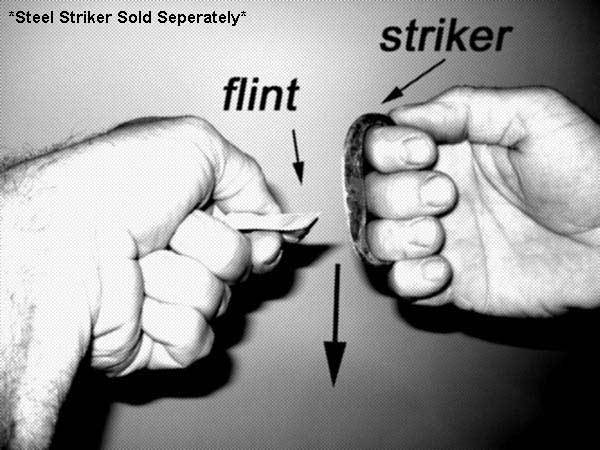 *Steel Striker Sold Seperately*
striker
flint